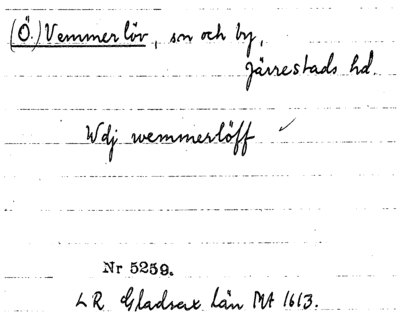 (Ö.) Vemmerlöv, sn och by,
Järrestads hd.
Wdj wemmerlöff ✓
Nr 5259.
LR Gladsax län MA 1613.